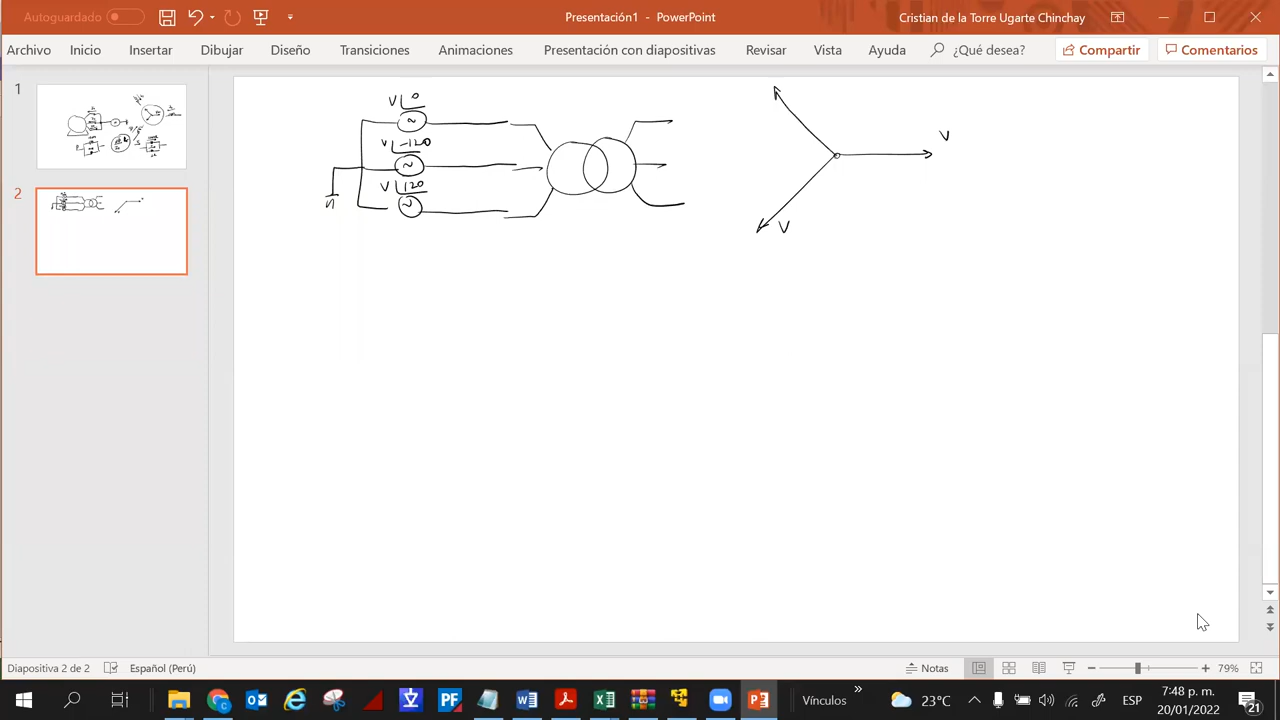 Autoguardado
Presentación1 - PowerPoint
Cristian de la Torre Ugarte Chinchay
Archivo Inicio Insertar Dibujar Diseño Transiciones Animaciones Presentación con diapositivas Revisar Vista Ayuda ¿Qué desea? Compartir Comentarios
1
2
V 0
V -120
V 120
n
V
V
Diapositiva 2 de 2 Español (Perú) Notas 79%
W PF W X P Vínculos » 23°C ESP 7:48 p. m.
20/01/2022
21